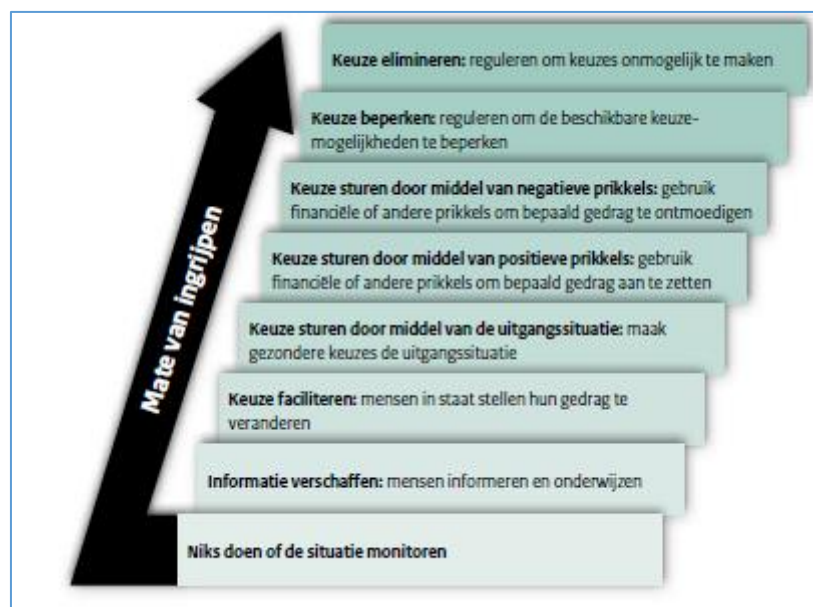 Keuze elimineren: reguleren om keuzes onmogelijk te maken
Keuze beperken: reguleren om de beschikbare keuze-
mogelijkheden te beperken
Keuze sturen door middel van negatieve prikkels: gebruik
financiële of andere prikkels om bepaald gedrag te ontmoedigen
Keuze sturen door middel van positieve prikkels: gebruik
financiële of andere prikkels om bepaald gedrag aan te zetten
Keuze sturen door middel van de uitgangssituatie: maak
gezondere keuzes de uitgangssituatie
Keuze faciliteren: mensen in staat stellen hun gedrag te
veranderen
Informatie verschaffen: mensen informeren en onderwijzen
Niks doen of de situatie monitoren
Mate van ingrijpen